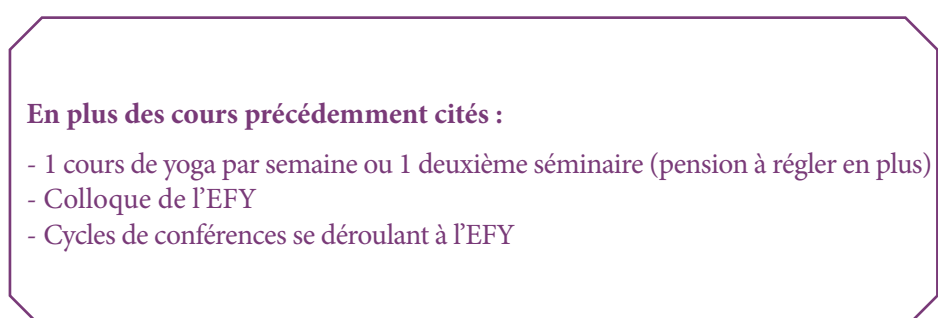 En plus des cours précédemment cités :
- 1 cours de yoga par semaine ou 1 deuxième séminaire (pension à régler en plus)
- Colloque de l’EFY
- Cycles de conférences se déroulant à l’EFY